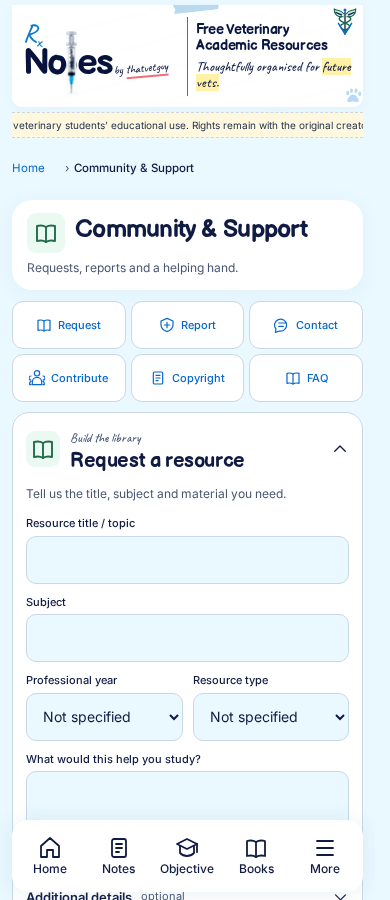 Rx
Notes by thatvetguy
Free Veterinary
Academic Resources
Thoughtfully organised for future
vets.
veterinary students' educational use. Rights remain with the original creato
Home › Community & Support
Community & Support
Requests, reports and a helping hand.
Request Report Contact
Contribute Copyright FAQ
Build the library
Request a resource
Tell us the title, subject and material you need.
Resource title / topic
Subject
Professional year Resource type
Not specified Not specified
What would this help you study?
Home Notes Objective Books More
Additional details optional